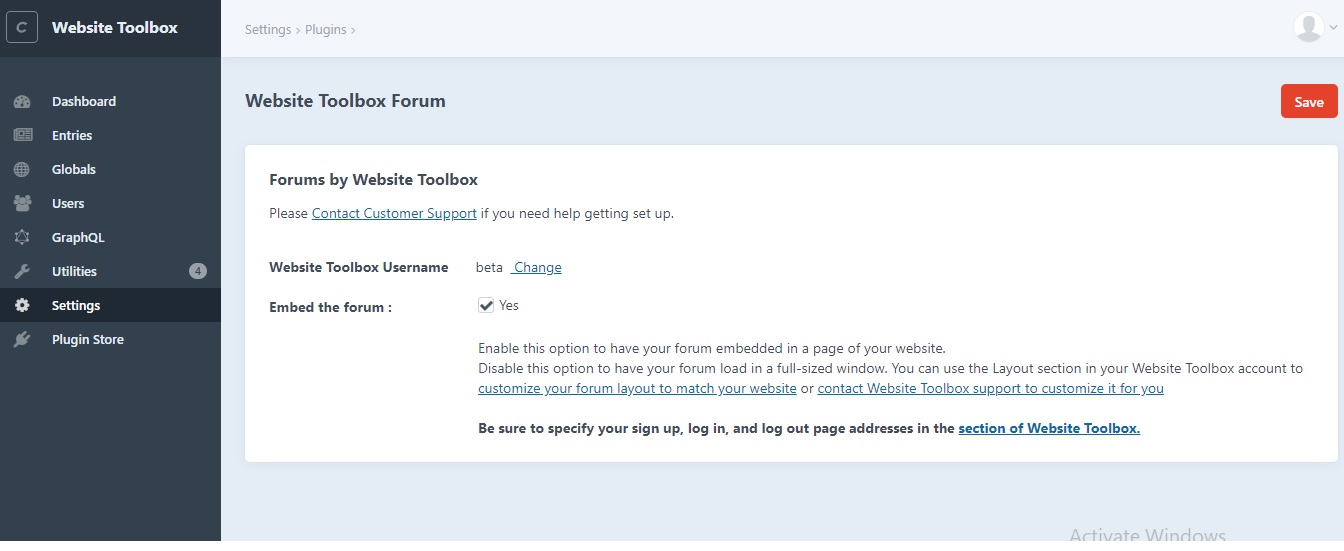 C
Website Toolbox
Settings › Plugins ›
Dashboard
Entries
Globals
Users
GraphQL
Utilities
4
Settings
Plugin Store
Website Toolbox Forum
Save
Forums by Website Toolbox
Please Contact Customer Support if you need help getting set up.
Website Toolbox Username beta Change
Embed the forum : Yes
Enable this option to have your forum embedded in a page of your website.
Disable this option to have your forum load in a full-sized window. You can use the Layout section in your Website Toolbox account to
customize your forum layout to match your website or contact Website Toolbox support to customize it for you
Be sure to specify your sign up, log in, and log out page addresses in the section of Website Toolbox.
Activate Windows